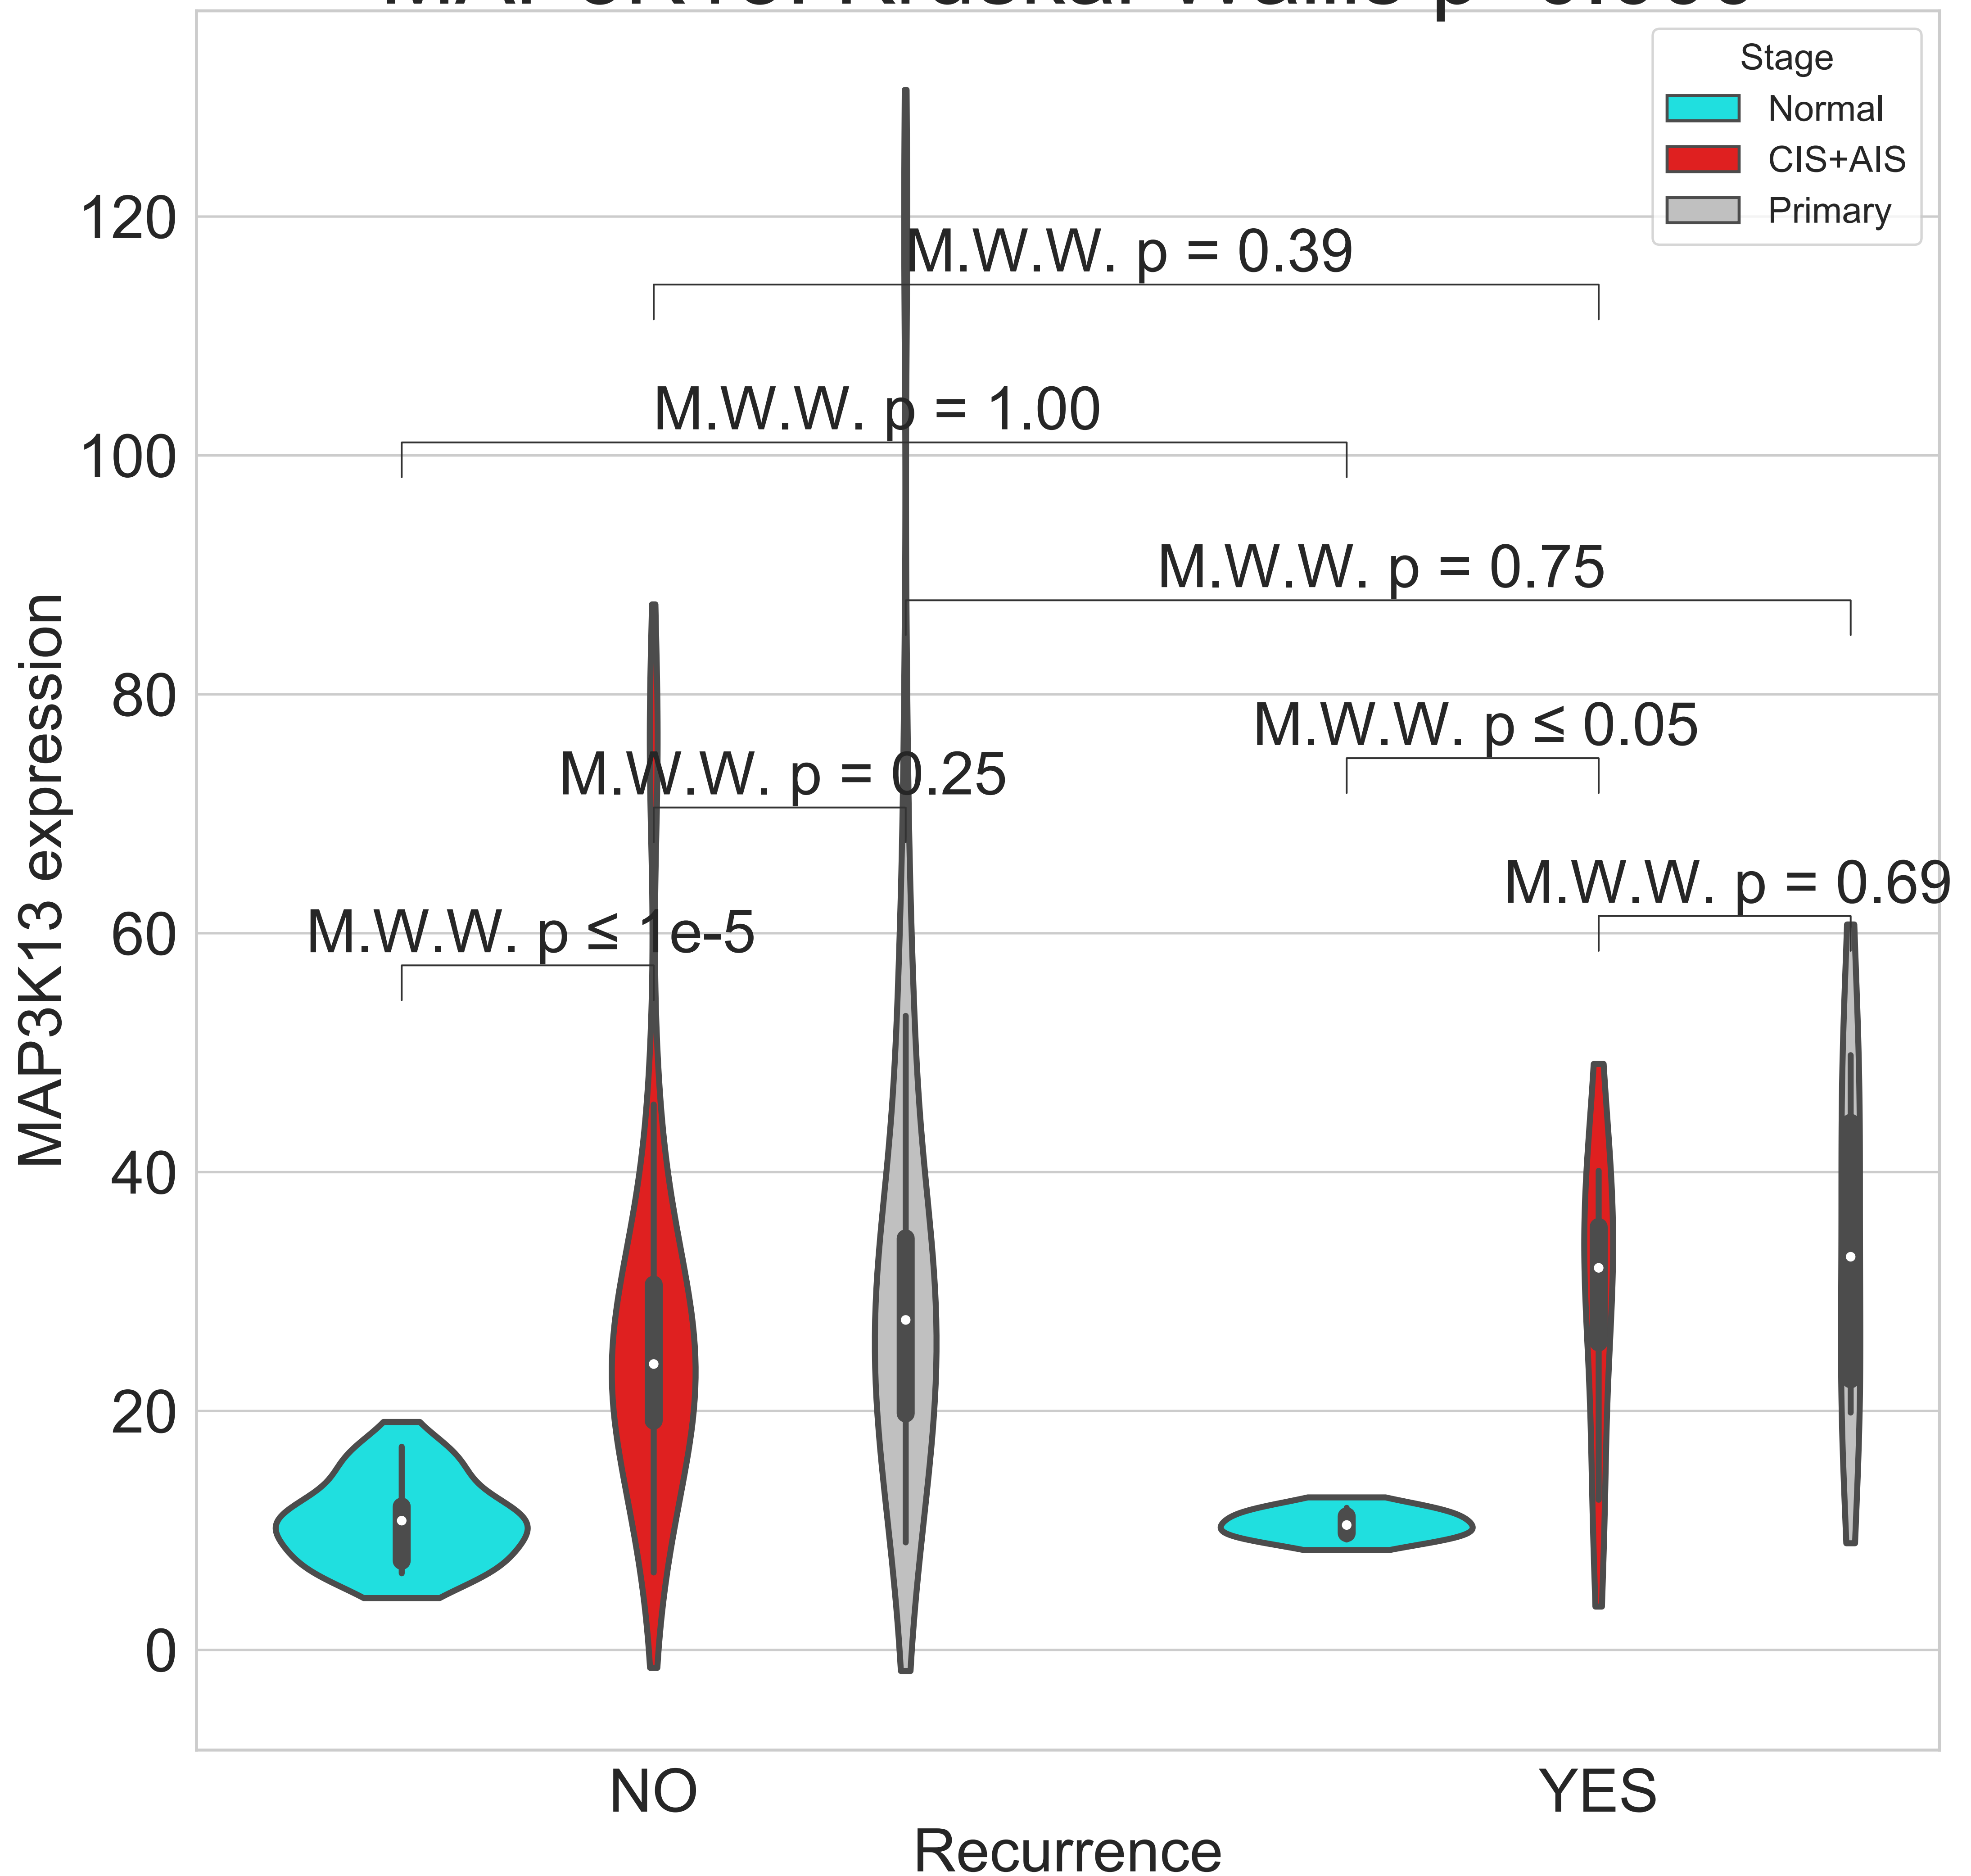 Stage
Normal
CIS+AIS
Primary
120
100
80
60
40
20
0
MAP3K13 expression
M.W.W. p = 0.39
M.W.W. p = 1.00
M.W.W. p = 0.75
M.W.W. p ≤ 0.05
M.W.W. p = 0.25
M.W.W. p = 0.69
M.W.W. p ≤ 1e-5
NO
YES
Recurrence